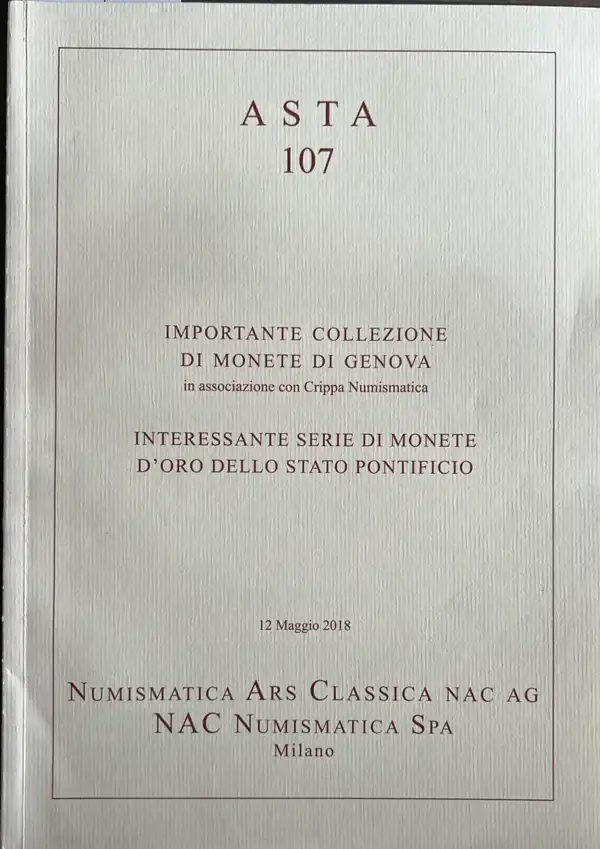 ASTA
107
IMPORTANTE COLLEZIONE
DI MONETE DI GENOVA
in associazione con Crippa Numismatica
INTERESSANTE SERIE DI MONETE
D'ORO DELLO STATO PONTIFICIO
12 Maggio 2018
NUMISMATICA ARS CLASSICA NAC AG
NAC NUMISMATICA SPA
Milano